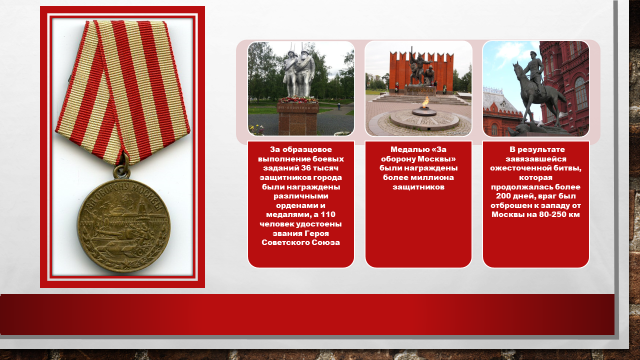 За образцовое
выполнение боевых
заданий 36 тысяч
защитников города
были награждены
различными
орденами и
медалями, а 110
человек удостоены
звания Героя
Советского Союза
Медалью «За
оборону Москвы»
были награждены
более миллиона
защитников
В результате
завязавшейся
ожесточенной битвы,
которая
продолжалась более
200 дней, враг был
отброшен к западу от
Москвы на 80-250 км